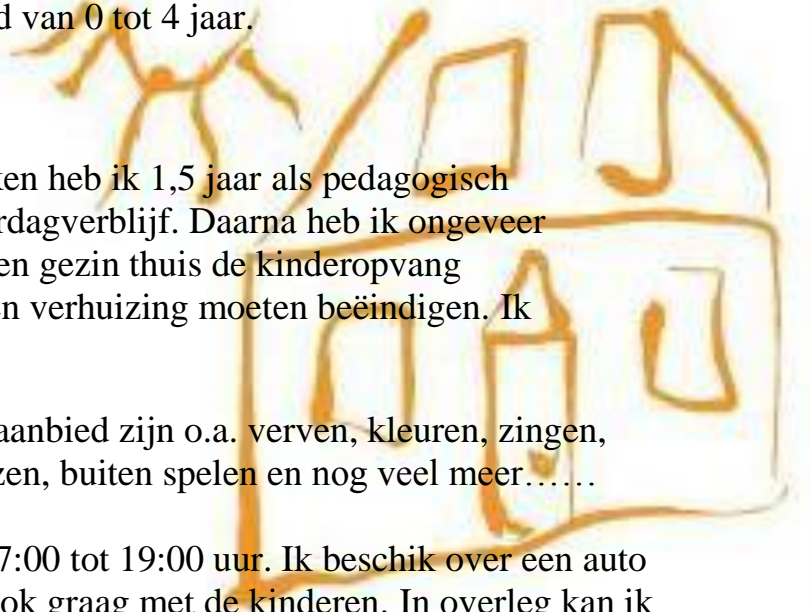 d van 0 tot 4 jaar.
ken heb ik 1,5 jaar als pedagogisch
rdagverblijf. Daarna heb ik ongeveer
en gezin thuis de kinderopvang
en verhuizing moeten beëindigen. Ik
aanbied zijn o.a. verven, kleuren, zingen,
zen, buiten spelen en nog veel meer……
7:00 tot 19:00 uur. Ik beschik over een auto
ok graag met de kinderen. In overleg kan ik